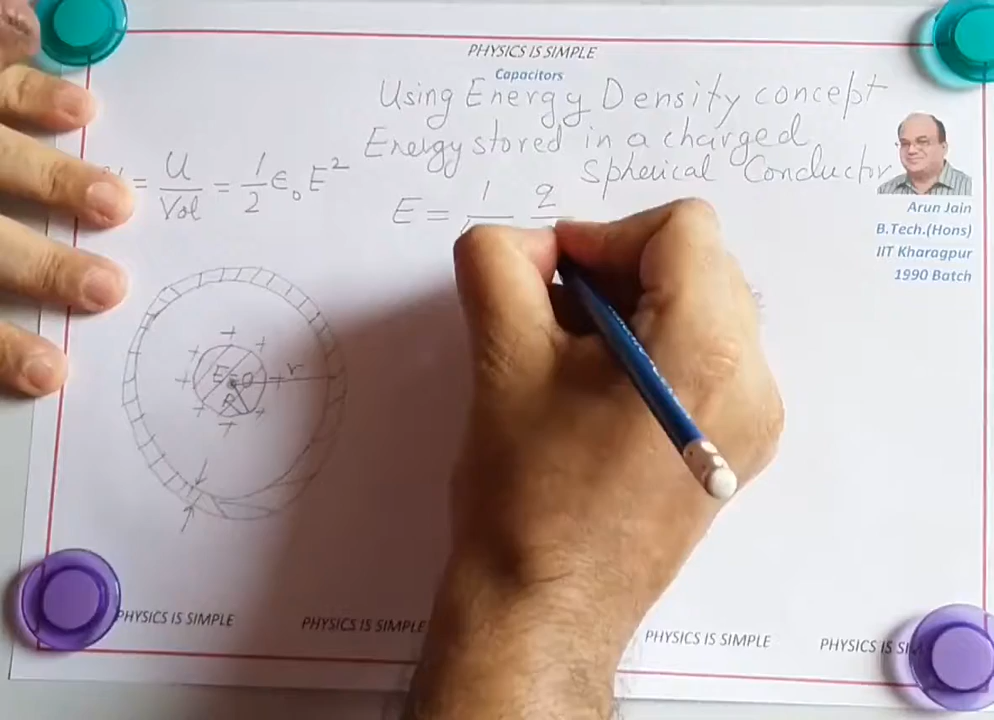 PHYSICS IS SIMPLE
Capacitors
Using Energy Density concept
Energy stored in a charged
Spherical Conductor
= U/Vol = 1/2 ε₀ E²
E = 1 q
Arun Jain
B.Tech.(Hons)
IIT Kharagpur
1990 Batch
+ + + + + + + +
E=0
r
R
PHYSICS IS SIMPLE
PHYSICS IS SIMPLE
PHYSICS IS SIMPLE
PHYSICS IS